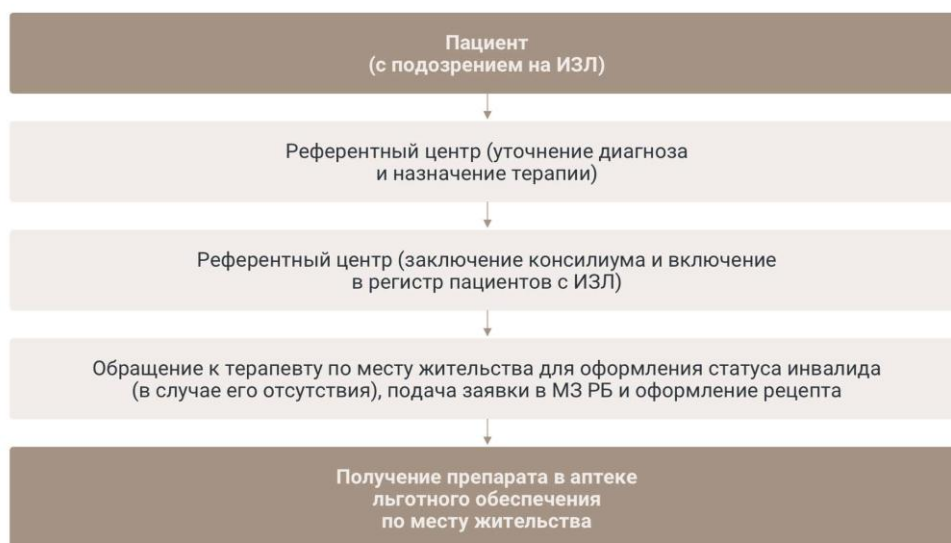 Пациент
(с подозрением на ИЗЛ)
Референтный центр (уточнение диагноза
и назначение терапии)
Референтный центр (заключение консилиума и включение
в регистр пациентов с ИЗЛ)
Обращение к терапевту по месту жительства для оформления статуса инвалида
(в случае его отсутствия), подача заявки в МЗ РБ и оформление рецепта
Получение препарата в аптеке
льготного обеспечения
по месту жительства